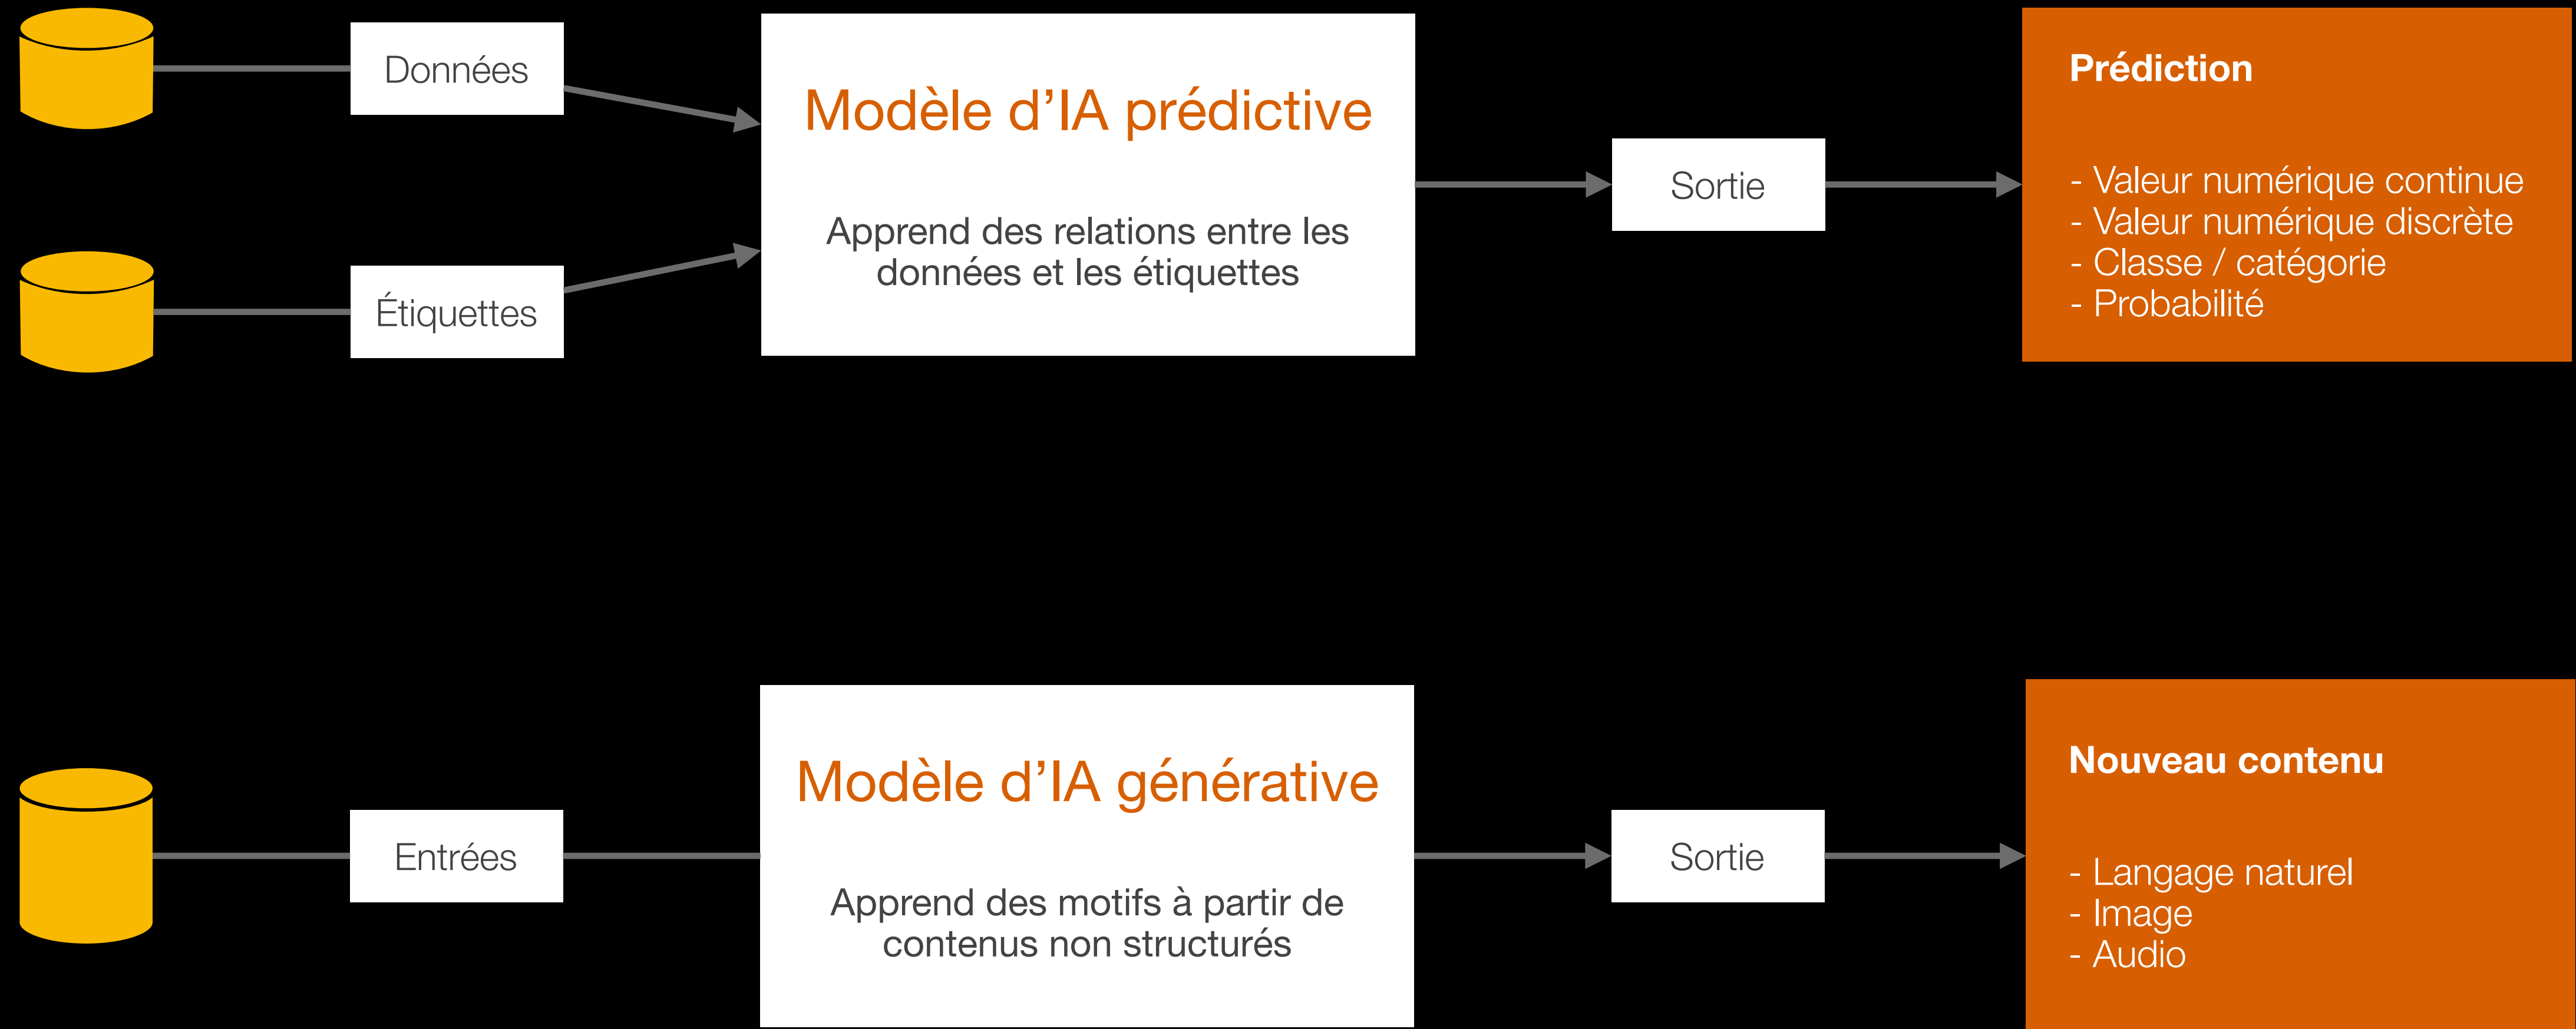 Données
Étiquettes
Modèle d’IA prédictive
Apprend des relations entre les
données et les étiquettes
Sortie
Prédiction
- Valeur numérique continue
- Valeur numérique discrète
- Classe / catégorie
- Probabilité
Entrées
Modèle d’IA générative
Apprend des motifs à partir de
contenus non structurés
Sortie
Nouveau contenu
- Langage naturel
- Image
- Audio